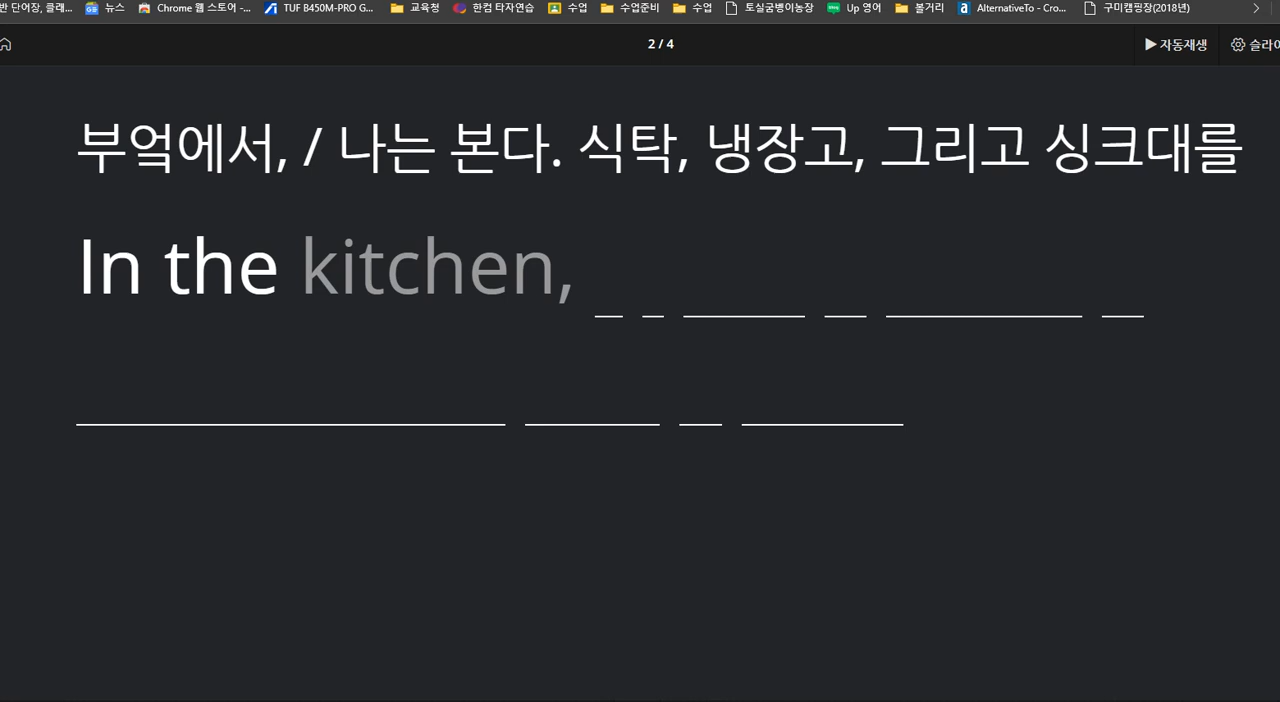 반 단어장, 클래... 뉴스 Chrome 웹 스토어 -... TUF B450M-PRO G... 교육청 한컴 타자연습 수업 수업준비 수업 토실굼벵이농장 Up 영어 볼거리 AlternativeTo - Cro... 구미캠핑장(2018년)
2 / 4 자동재생 슬라이
부엌에서, / 나는 본다. 식탁, 냉장고, 그리고 싱크대를
In the kitchen,